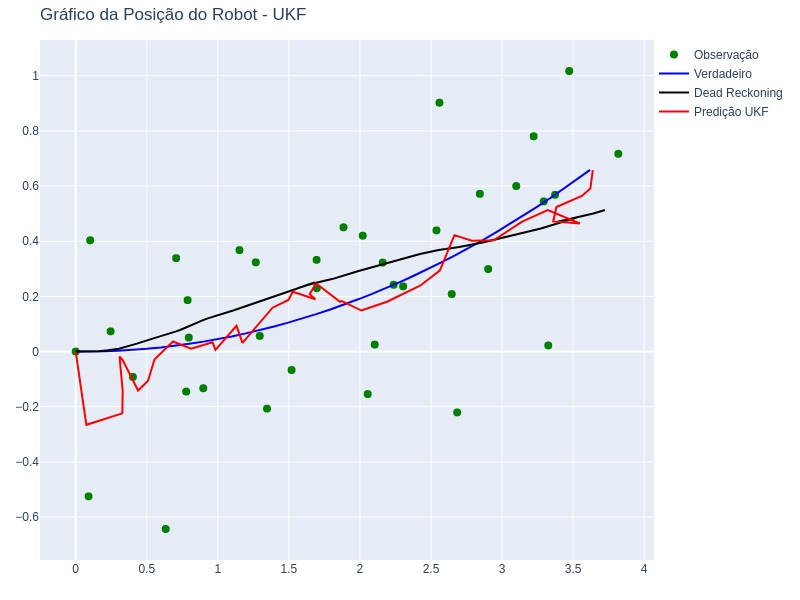 Gráfico da Posição do Robot - UKF
Observação
Verdadeiro
Dead Reckoning
Predição UKF
1
0.8
0.6
0.4
0.2
0
−0.2
−0.4
−0.6
0 0.5 1 1.5 2 2.5 3 3.5 4